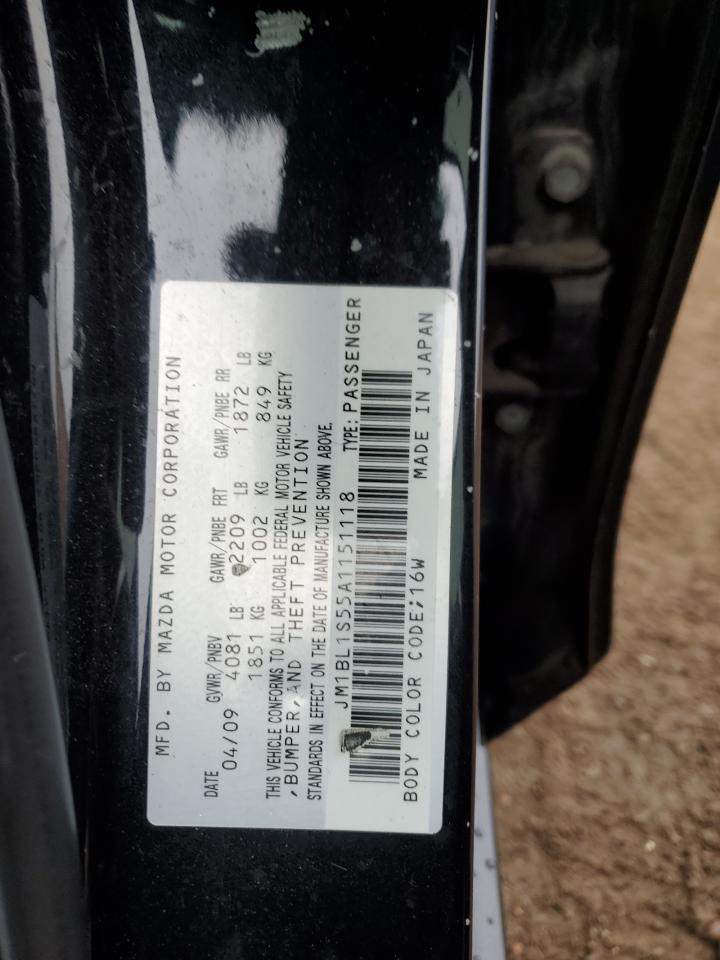 MFD. BY MAZDA MOTOR CORPORATION
DATE GVWR/PNBV GAWR/PNBE FRT GAWR/PNBE RR
04/09 4081 LB 2209 LB 1872 LB
1851 KG 1002 KG 849 KG
THIS VEHICLE CONFORMS TO ALL APPLICABLE FEDERAL MOTOR VEHICLE SAFETY
,BUMPER,AND THEFT PREVENTION
STANDARDS IN EFFECT ON THE DATE OF MANUFACTURE SHOWN ABOVE.
JM1BL1S55A1151118 TYPE: PASSENGER
BODY COLOR CODE;16W MADE IN JAPAN